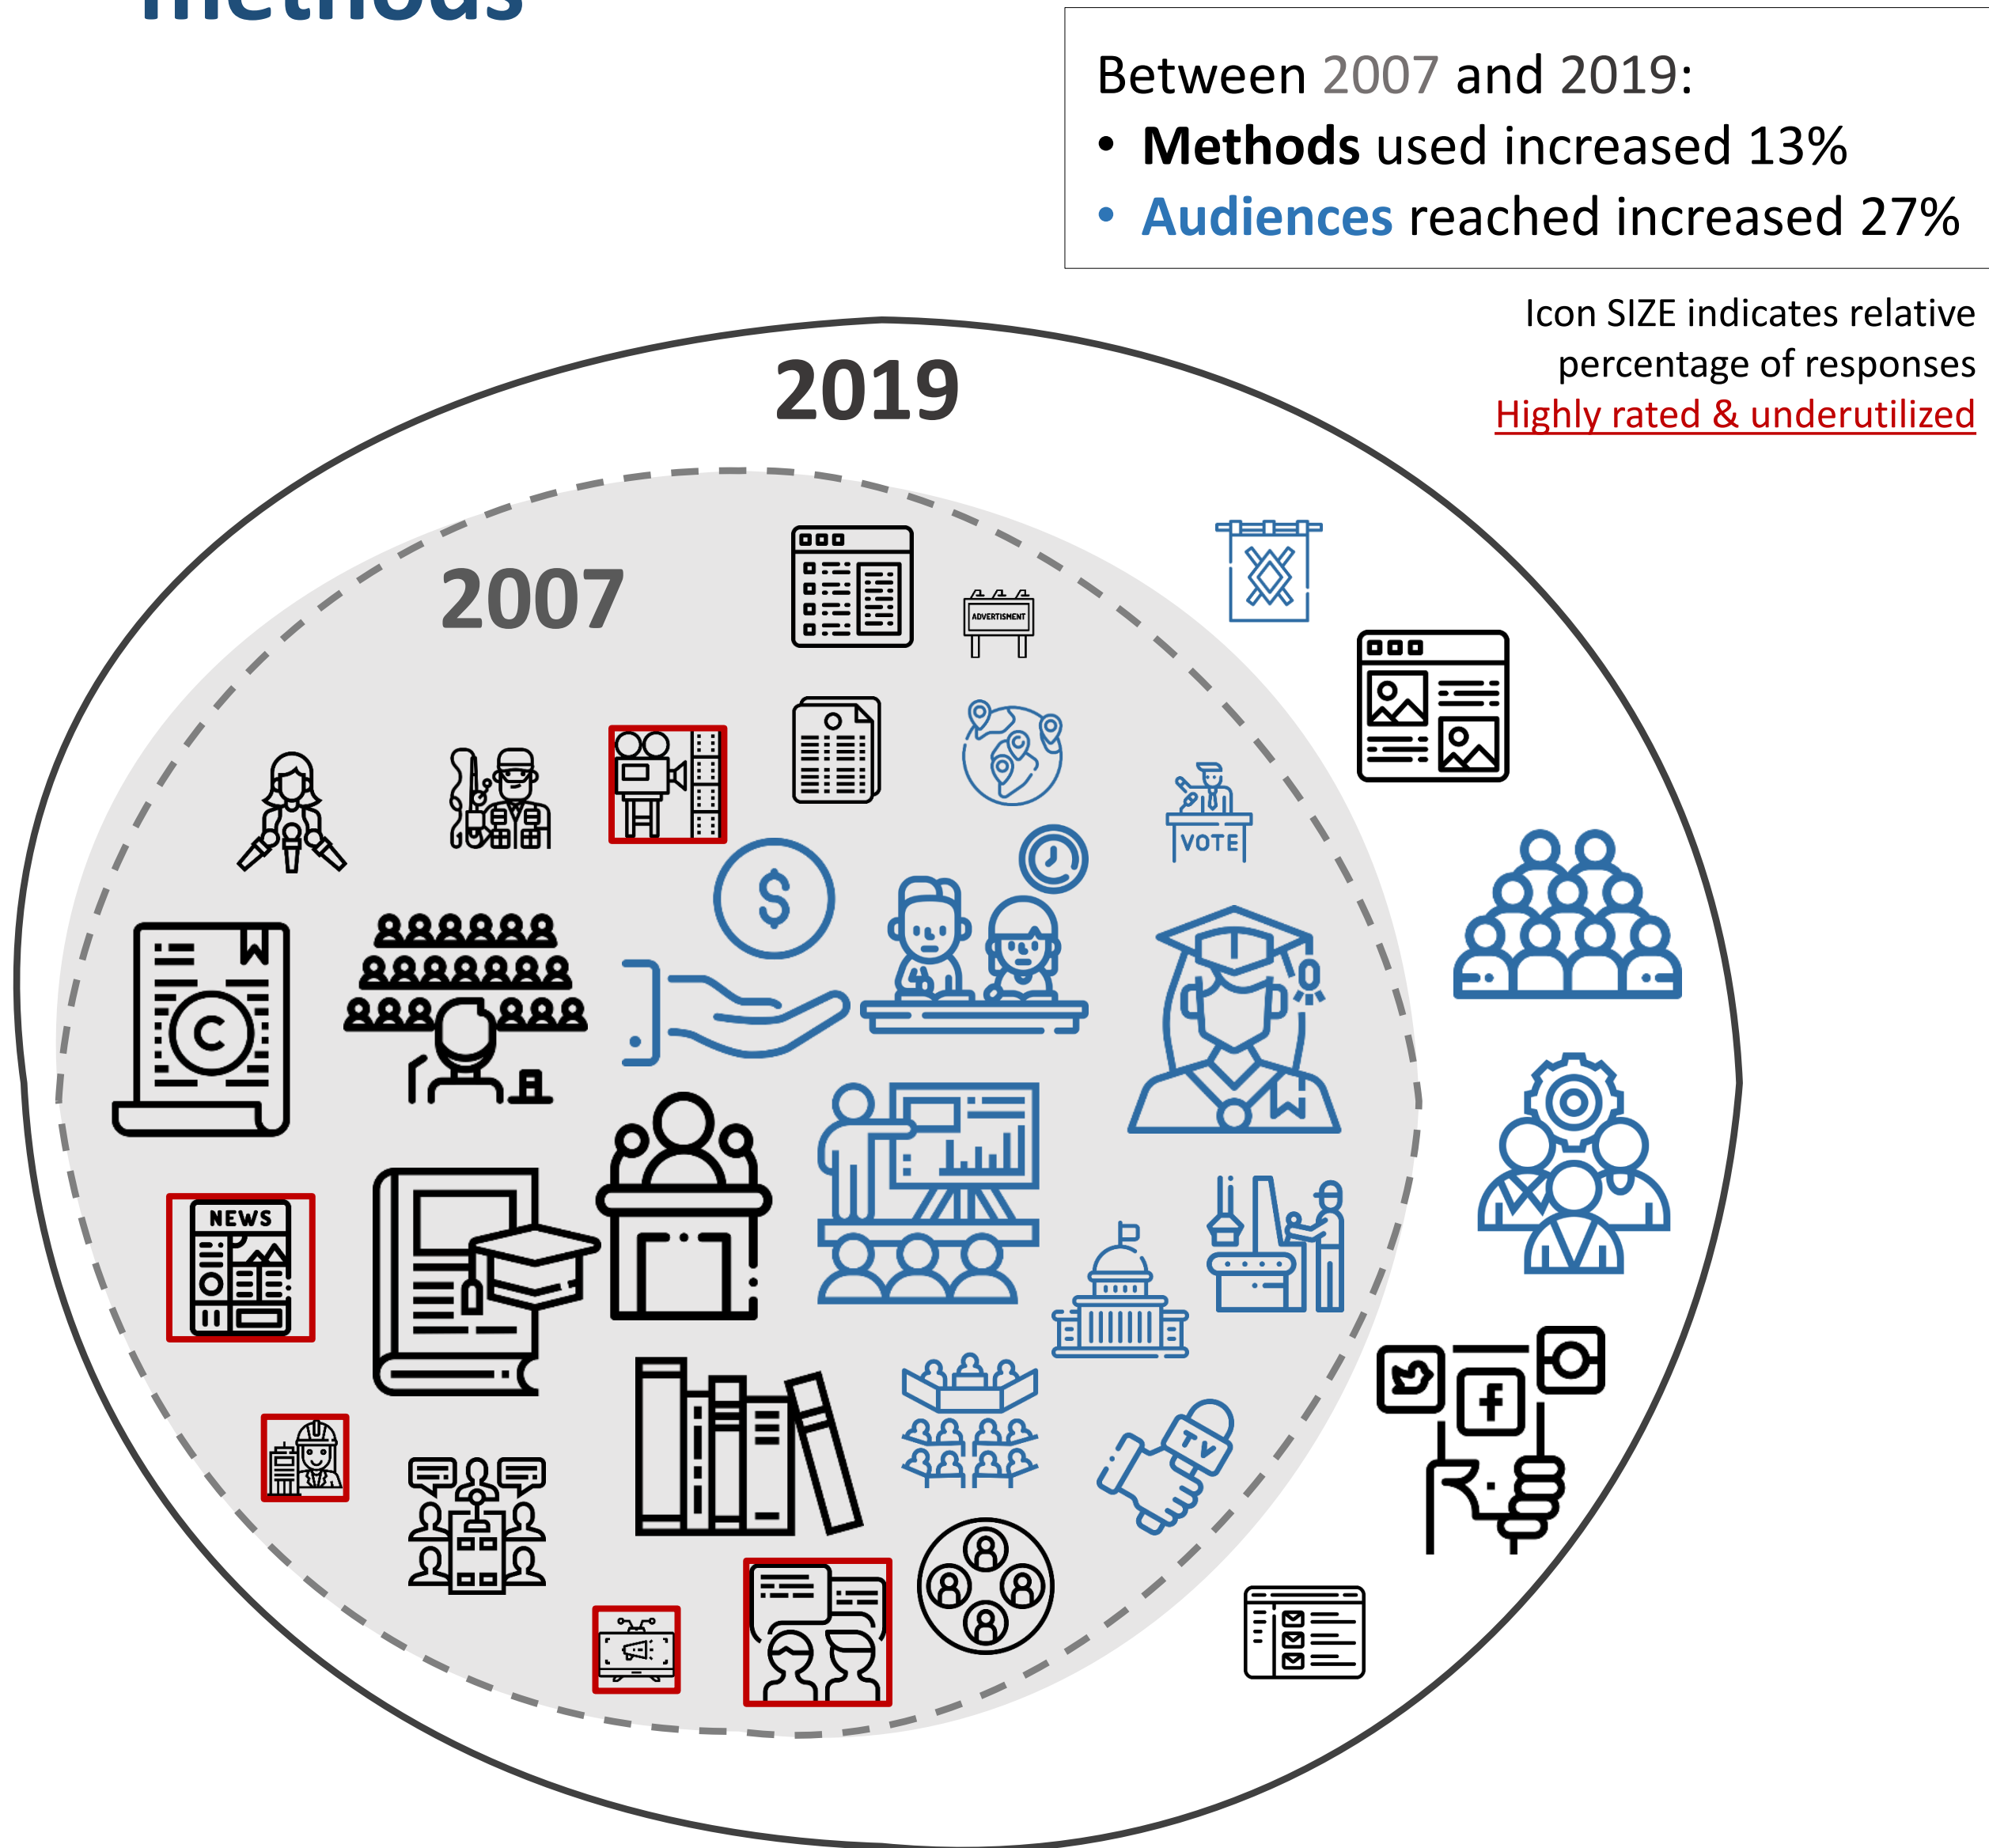 methods
Between 2007 and 2019:
• Methods used increased 13%
• Audiences reached increased 27%
Icon SIZE indicates relative
percentage of responses
Highly rated & underutilized
2019
2007
ADVERTISMENT
VOTE
$
C
NEWS
f
TV